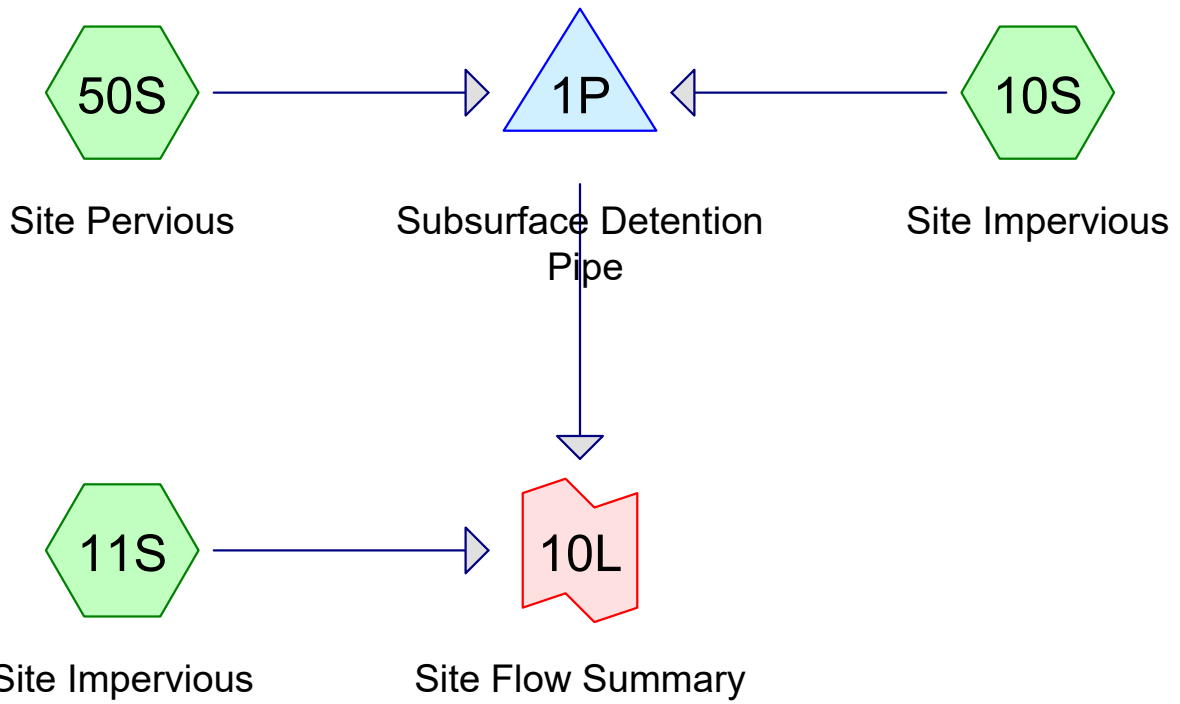 50S
1P
10S
Site Pervious
Subsurface Detention
Pipe
Site Impervious
11S
10L
Site Impervious
Site Flow Summary